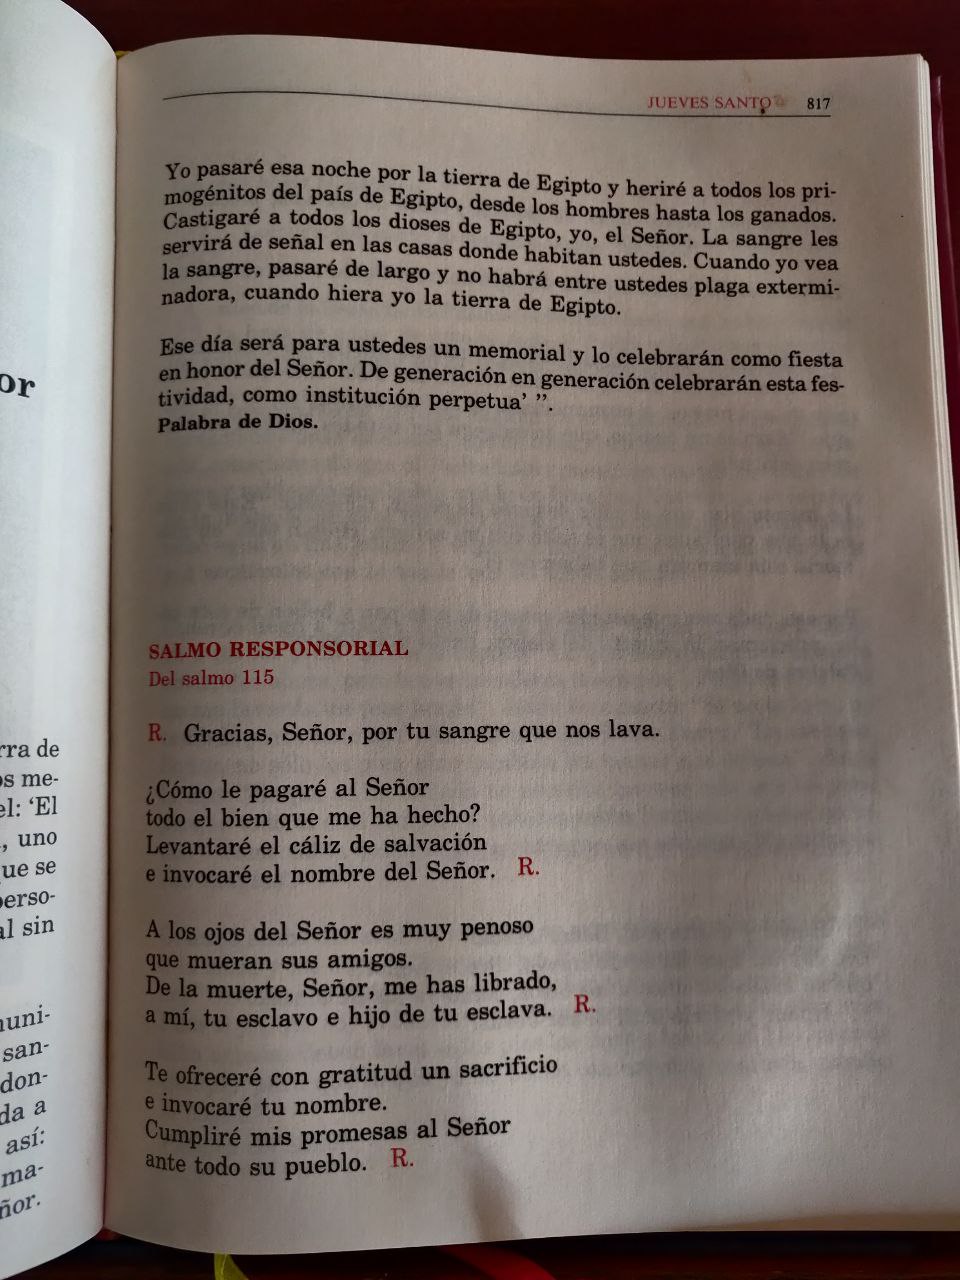 or
rra de
os me-
el: ‘El
, uno
que se
perso-
al sin
muni-
san-
don-
da a
así:
ma-
ñor.
JUEVES SANTO 817
Yo pasaré esa noche por la tierra de Egipto y heriré a todos los pri-
mogénitos del país de Egipto, desde los hombres hasta los ganados.
Castigaré a todos los dioses de Egipto, yo, el Señor. La sangre les
servirá de señal en las casas donde habitan ustedes. Cuando yo vea
la sangre, pasaré de largo y no habrá entre ustedes plaga extermi-
nadora, cuando hiera yo la tierra de Egipto.
Ese día será para ustedes un memorial y lo celebrarán como fiesta
en honor del Señor. De generación en generación celebrarán esta fes-
tividad, como institución perpetua’ ”.
Palabra de Dios.
SALMO RESPONSORIAL
Del salmo 115
R. Gracias, Señor, por tu sangre que nos lava.
¿Cómo le pagaré al Señor
todo el bien que me ha hecho?
Levantaré el cáliz de salvación
e invocaré el nombre del Señor. R.
A los ojos del Señor es muy penoso
que mueran sus amigos.
De la muerte, Señor, me has librado,
a mí, tu esclavo e hijo de tu esclava. R.
Te ofreceré con gratitud un sacrificio
e invocaré tu nombre.
Cumpliré mis promesas al Señor
ante todo su pueblo. R.